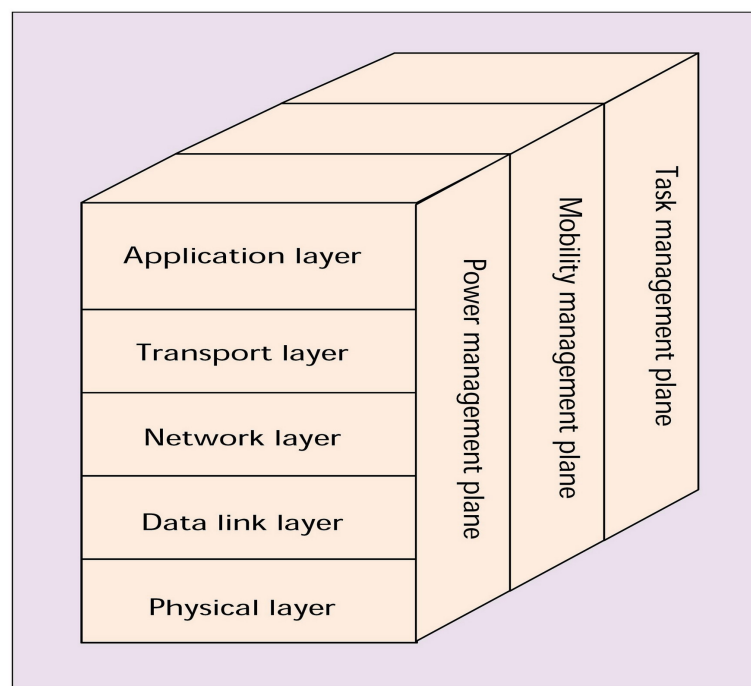 Application layer
Transport layer
Network layer
Data link layer
Physical layer
Power management plane
Mobility management plane
Task management plane